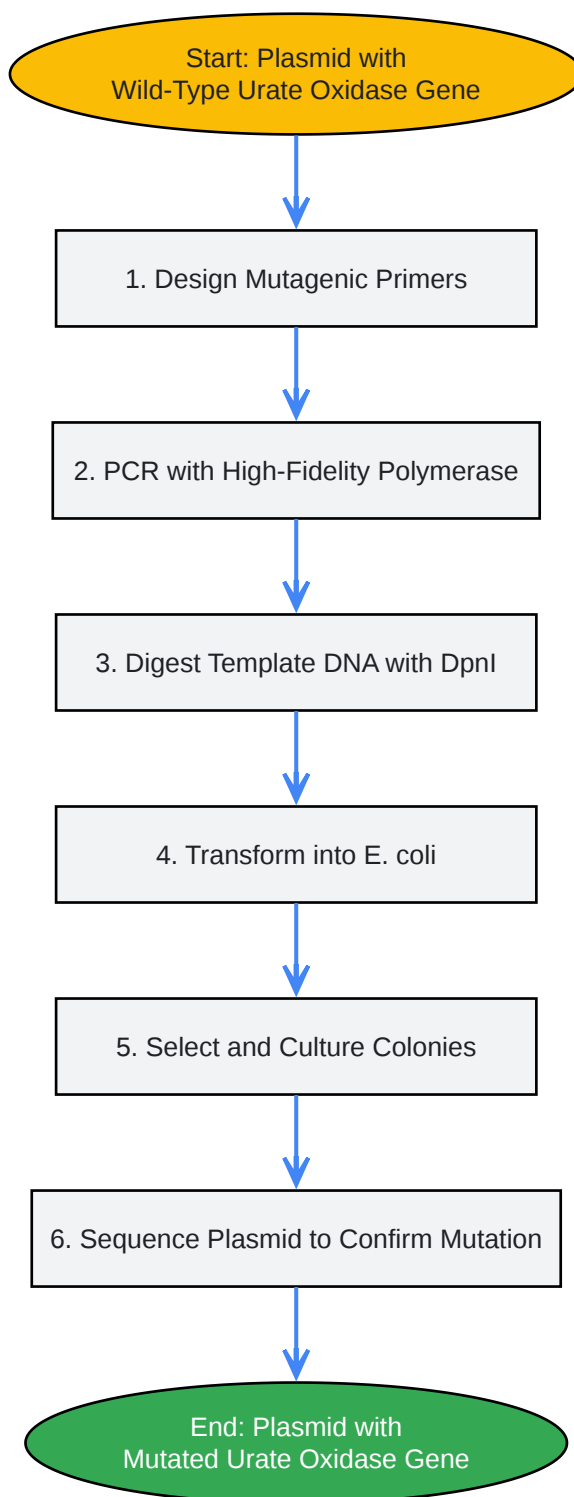 Start: Plasmid with
Wild-Type Urate Oxidase Gene
1. Design Mutagenic Primers
2. PCR with High-Fidelity Polymerase
3. Digest Template DNA with DpnI
4. Transform into E. coli
5. Select and Culture Colonies
6. Sequence Plasmid to Confirm Mutation
End: Plasmid with
Mutated Urate Oxidase Gene